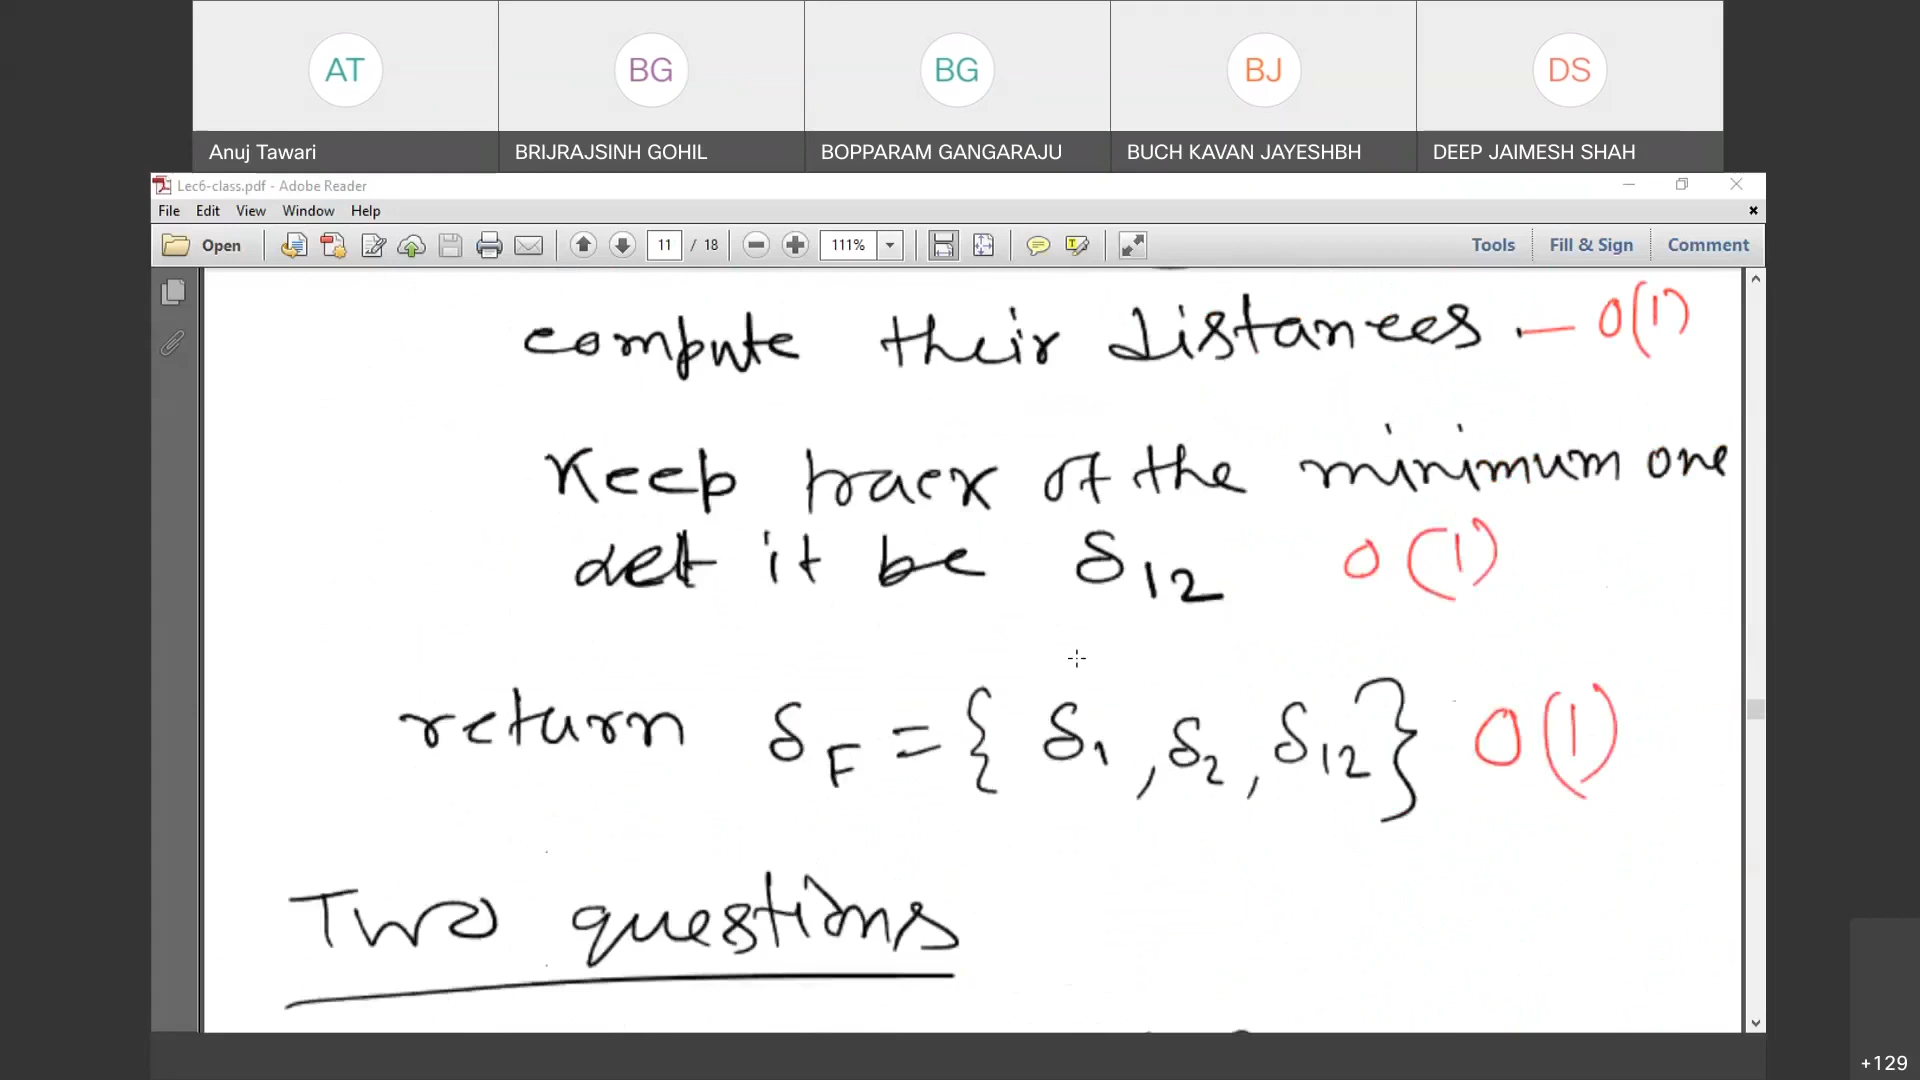 AT
BG
BG
BJ
DS
Anuj Tawari
BRIJRAJSINH GOHIL
BOPPARAM GANGARAJU
BUCH KAVAN JAYESHBH
DEEP JAIMESH SHAH
Lec6-class.pdf - Adobe Reader
File Edit View Window Help
Open 11 / 18 111% Tools Fill & Sign Comment
compute their distances. — O(1)
Keep track of the minimum one
Let it be δ12 O(1)
return δF = { δ1, δ2, δ12} O(1)
Two questions
+129